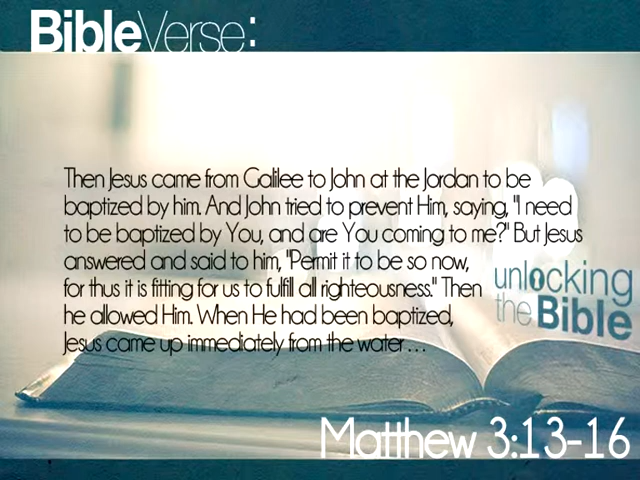 BibleVerse:
Then Jesus came from Galilee to John at the Jordan to be
baptized by him. And John tried to prevent Him, saying, "I need
to be baptized by You, and are You coming to me?" But Jesus
answered and said to him, "Permit it to be so now,
for thus it is fitting for us to fulfill all righteousness." Then
he allowed Him. When He had been baptized,
Jesus came up immediately from the water . . .
unlocking
the Bible
Matthew 3:13-16